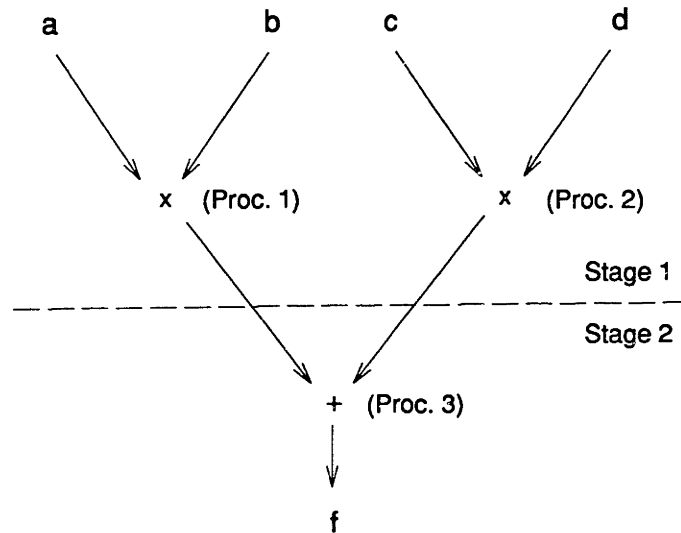 a b c d
x (Proc. 1) x (Proc. 2)
Stage 1
Stage 2
+ (Proc. 3)
f